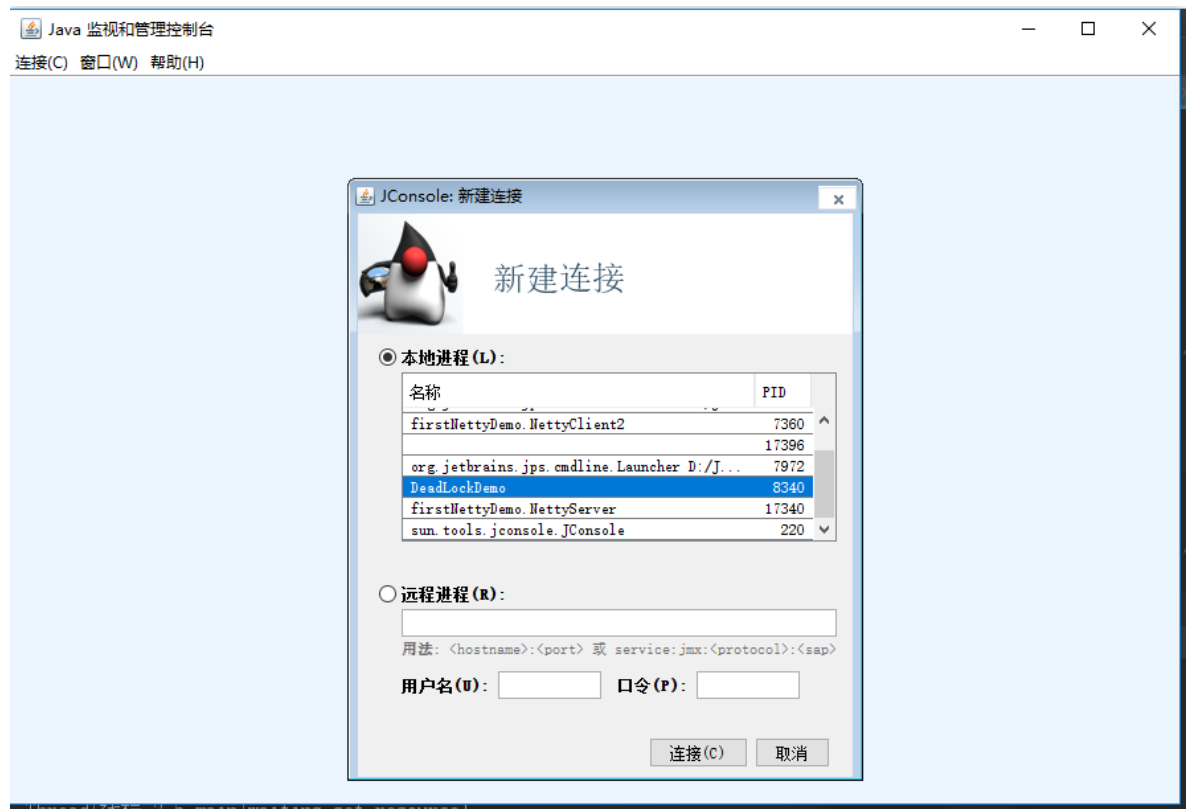 Java 监视和管理控制台
连接(C) 窗口(W) 帮助(H)
JConsole: 新建连接
新建连接
本地进程(L):
名称 PID
firstNettyDemo.NettyClient2 7360
17396
org.jetbrains.jps.cmdline.Launcher D:/J... 7972
DeadLockDemo 8340
firstNettyDemo.NettyServer 17340
sun.tools.jconsole.JConsole 220
远程进程(R):
用法: <hostname>:<port> 或 service:jmx:<protocol>:<sap>
用户名(U): 口令(P):
连接(C) 取消